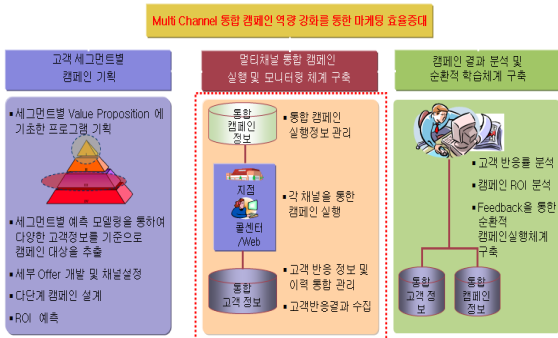 Multi Channel 통합 캠페인 역량 강화를 통한 마케팅 효율증대
고객 세그먼트별
캠페인 기획
▪ 세그먼트별 Value Proposition 에
기초한 프로그램 기획
▪ 세그먼트별 예측 모델링을 통하여
다양한 고객정보를 기준으로
캠페인 대상을 추출
▪ 세부 Offer 개발 및 채널설정
▪ 다단계 캠페인 설계
▪ ROI 예측
멀티채널 통합 캠페인
실행 및 모니터링 체계 구축
통합
캠페인
정보
▪ 통합 캠페인
실행정보 관리
지점
콜센터
/Web
▪ 각 채널을 통한
캠페인 실행
통합
고객 정보
▪ 고객 반응 정보 및
이력 통합 관리
▪ 고객반응결과 수집
캠페인 결과 분석 및
순환적 학습체계 구축
▪ 고객 반응률 분석
▪ 캠페인 ROI 분석
▪ Feedback을 통한
순환적
캠페인실행체계
구축
통합
고객 정
보
통합
캠페인
정보